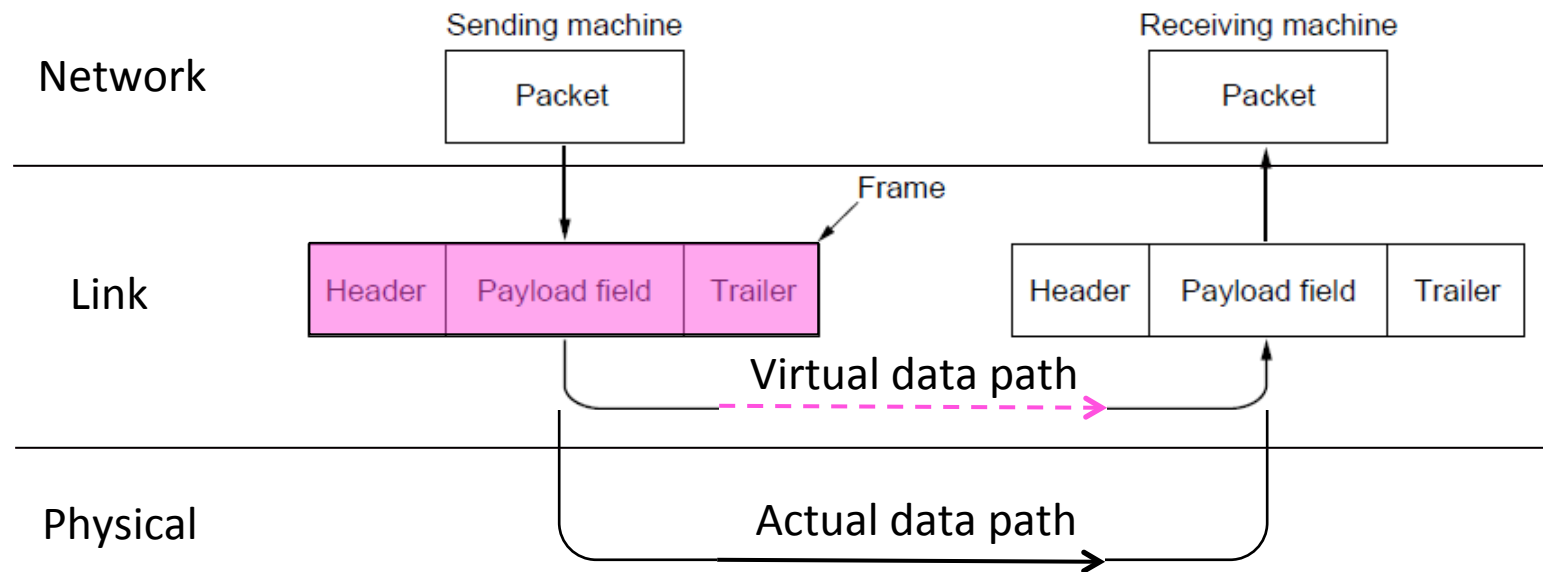 Sending machine
Receiving machine
Network
Packet
Packet
Frame
Link
Header
Payload field
Trailer
Header
Payload field
Trailer
Virtual data path
Physical
Actual data path